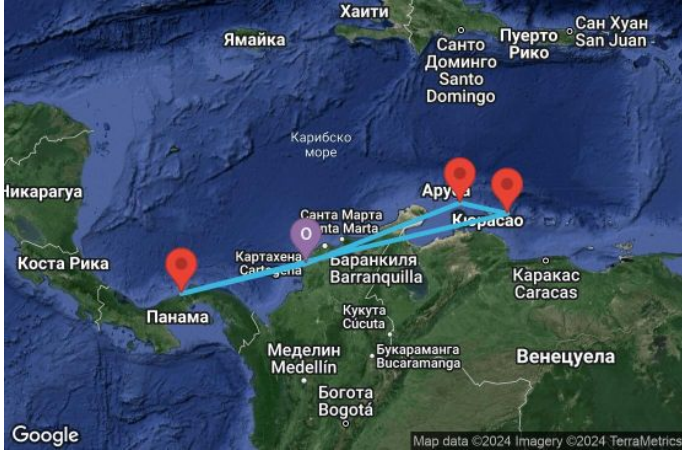 Хаити
Ямайка
Сан Хуан
San Juan
Пуерто
Рико
Санто
Доминго
Santo
Domingo
Карибско
море
Никарагуа
Аруба
Кюрасао
Санта Марта
Santa Marta
O
Картахена
Cartagena
Баранкиля
Barranquilla
Коста Рика
Каракас
Caracas
Панама
Кукута
Cúcuta
Меделин
Medellín
Букараманга
Bucaramanga
Венецуела
Богота
Bogotá
Google
Map data ©2024 Imagery ©2024 TerraMetrics